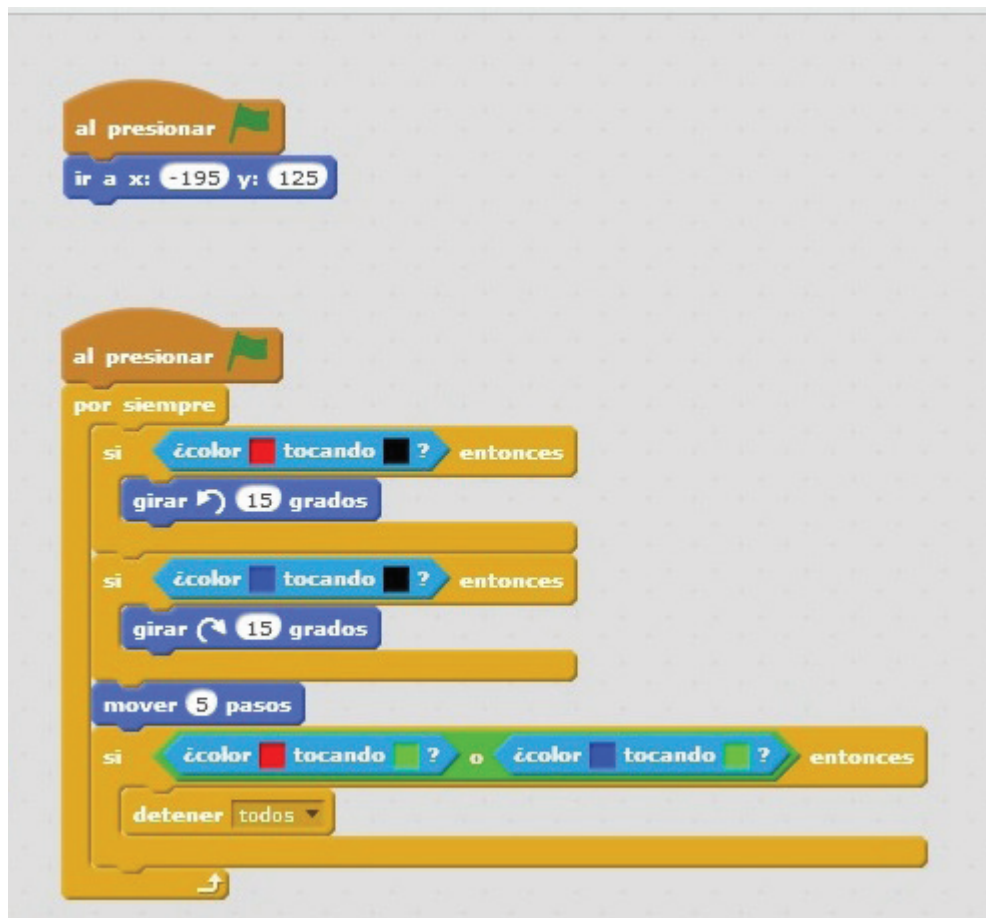 al presionar
ir a x: -195 y: 125
al presionar
por siempre
si ¿color tocando ? entonces
girar 15 grados
si ¿color tocando ? entonces
girar 15 grados
mover 5 pasos
si ¿color tocando ? o ¿color tocando ? entonces
detener todos